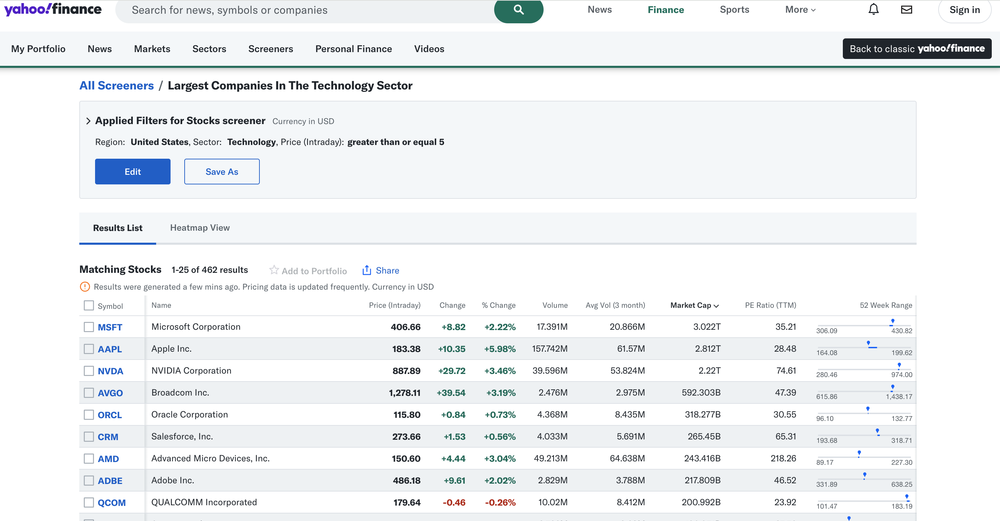 yahoo!finance Search for news, symbols or companies News Finance Sports More Sign in
My Portfolio News Markets Sectors Screeners Personal Finance Videos Back to classic yahoo!finance
All Screeners / Largest Companies In The Technology Sector
Applied Filters for Stocks screener Currency in USD
Region: United States, Sector: Technology, Price (Intraday): greater than or equal 5
Edit Save As
Results List Heatmap View
Matching Stocks 1-25 of 462 results Add to Portfolio Share
Results were generated a few mins ago. Pricing data is updated frequently. Currency in USD
Symbol Name Price (Intraday) Change % Change Volume Avg Vol (3 month) Market Cap PE Ratio (TTM) 52 Week Range
MSFT Microsoft Corporation 406.66 +8.82 +2.22% 17.391M 20.866M 3.022T 35.21 306.09 430.82
AAPL Apple Inc. 183.38 +10.35 +5.98% 157.742M 61.57M 2.812T 28.48 164.08 199.62
NVDA NVIDIA Corporation 887.89 +29.72 +3.46% 39.596M 53.824M 2.22T 74.61 280.46 974.00
AVGO Broadcom Inc. 1,278.11 +39.54 +3.19% 2.476M 2.975M 592.303B 47.39 615.86 1,438.17
ORCL Oracle Corporation 115.80 +0.84 +0.73% 4.368M 8.435M 318.277B 30.55 96.10 132.77
CRM Salesforce, Inc. 273.66 +1.53 +0.56% 4.033M 5.691M 265.45B 65.31 193.68 318.71
AMD Advanced Micro Devices, Inc. 150.60 +4.44 +3.04% 49.213M 64.638M 243.416B 218.26 89.17 227.30
ADBE Adobe Inc. 486.18 +9.61 +2.02% 2.829M 3.788M 217.809B 46.52 331.89 638.25
QCOM QUALCOMM Incorporated 179.64 -0.46 -0.26% 10.02M 8.412M 200.992B 23.92 101.47 183.19